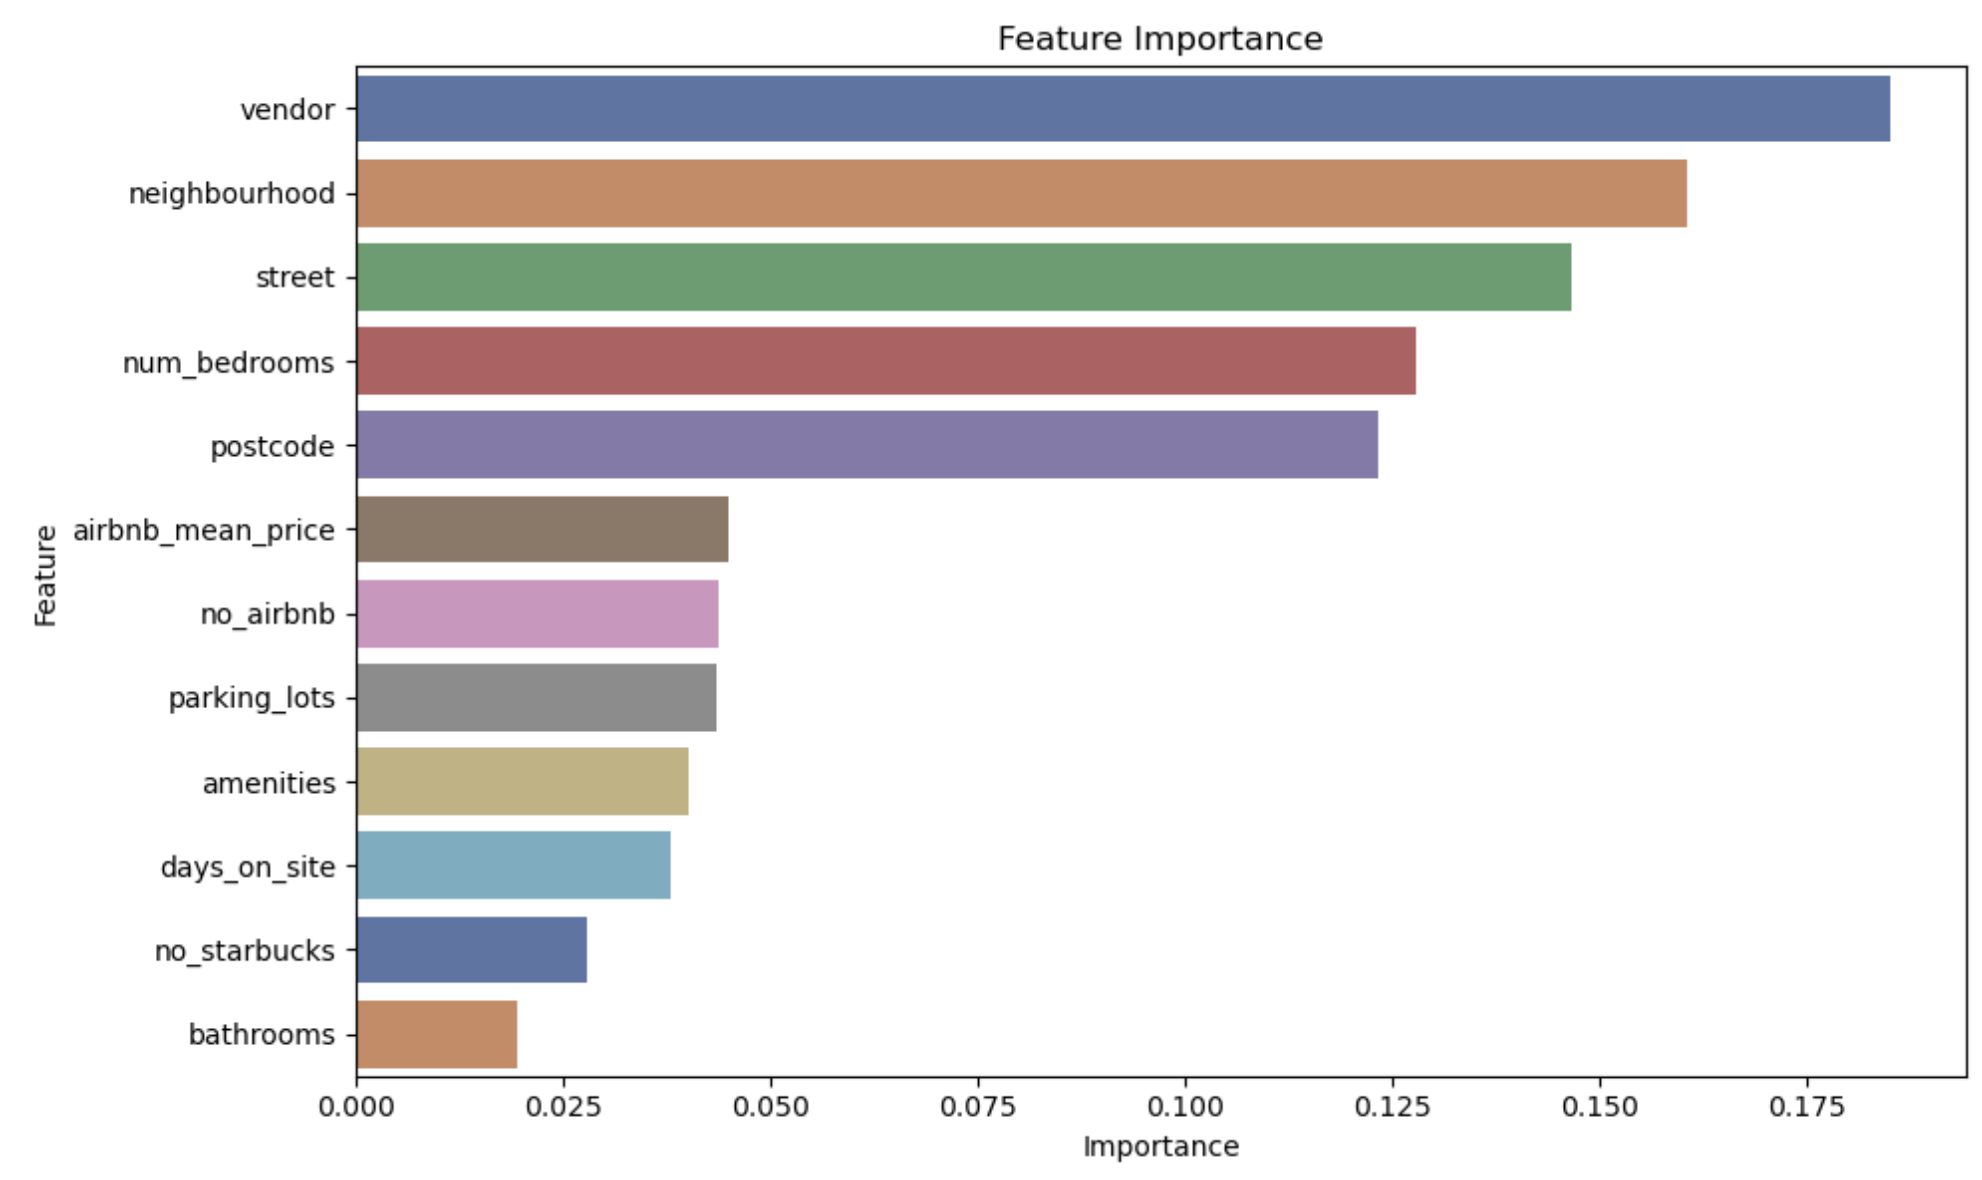 Feature Importance
vendor
neighbourhood
street
num_bedrooms
postcode
airbnb_mean_price
no_airbnb
parking_lots
amenities
days_on_site
no_starbucks
bathrooms
Feature
0.000 0.025 0.050 0.075 0.100 0.125 0.150 0.175
Importance